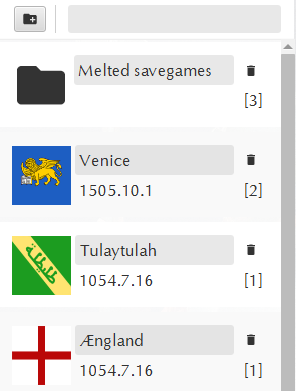 Melted savegames
[3]
Venice
1505.10.1
[2]
Tulaytulah
1054.7.16
[1]
Ængland
1054.7.16
[1]